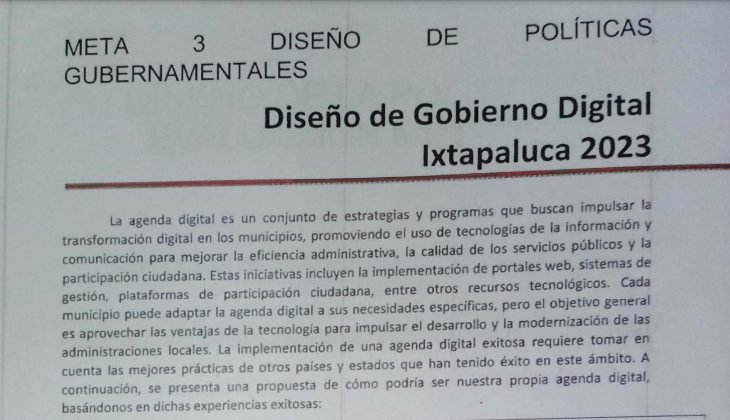 META 3 DISEÑO DE POLÍTICAS
GUBERNAMENTALES
Diseño de Gobierno Digital
Ixtapaluca 2023
La agenda digital es un conjunto de estrategias y programas que buscan impulsar la
transformación digital en los municipios, promoviendo el uso de tecnologías de la información y
comunicación para mejorar la eficiencia administrativa, la calidad de los servicios públicos y la
participación ciudadana. Estas iniciativas incluyen la implementación de portales web, sistemas de
gestión, plataformas de participación ciudadana, entre otros recursos tecnológicos. Cada
municipio puede adaptar la agenda digital a sus necesidades específicas, pero el objetivo general
es aprovechar las ventajas de la tecnología para impulsar el desarrollo y la modernización de las
administraciones locales. La implementación de una agenda digital exitosa requiere tomar en
cuenta las mejores prácticas de otros países y estados que han tenido éxito en este ámbito. A
continuación, se presenta una propuesta de cómo podría ser nuestra propia agenda digital,
basándonos en dichas experiencias exitosas: